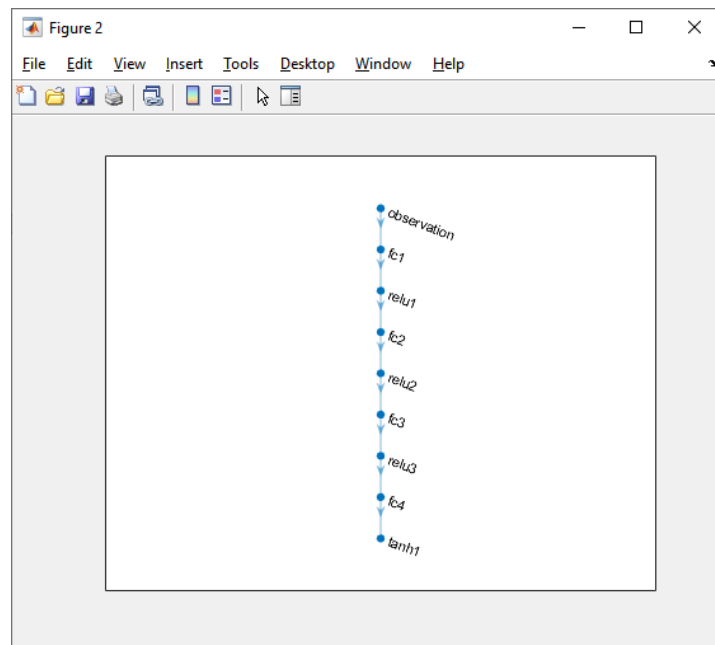 Figure 2
File Edit View Insert Tools Desktop Window Help
observation
fc1
relu1
fc2
relu2
fc3
relu3
fc4
tanh1